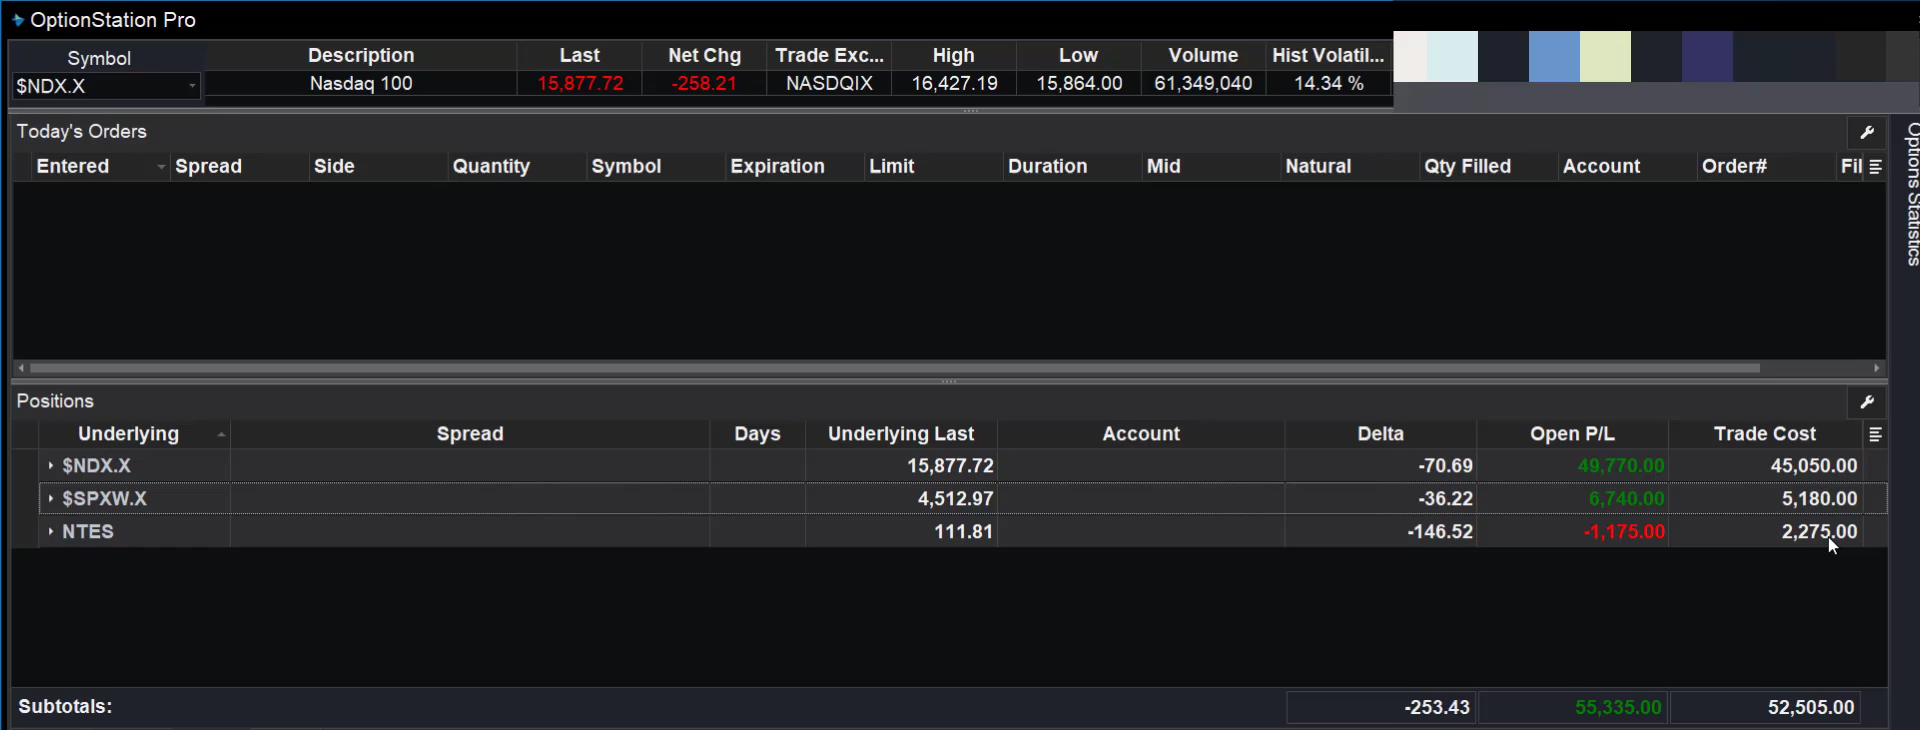 OptionStation Pro
Symbol Description Last Net Chg Trade Exc... High Low Volume Hist Volatil...
$NDX.X Nasdaq 100 15,877.72 -258.21 NASDQIX 16,427.19 15,864.00 61,349,040 14.34 %
Today's Orders
Entered Spread Side Quantity Symbol Expiration Limit Duration Mid Natural Qty Filled Account Order# Fil
Options Statistics
Positions
Underlying Spread Days Underlying Last Account Delta Open P/L Trade Cost
$NDX.X 15,877.72 -70.69 49,770.00 45,050.00
$SPXW.X 4,512.97 -36.22 6,740.00 5,180.00
NTES 111.81 -146.52 -1,175.00 2,275.00
Subtotals: -253.43 55,335.00 52,505.00